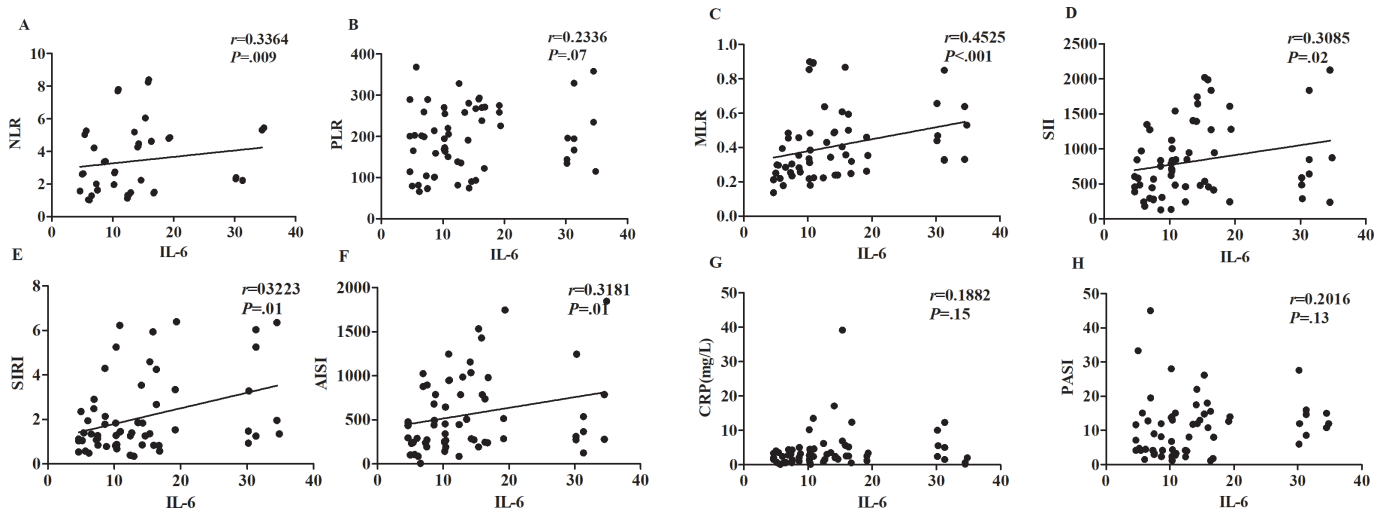 A
r=0.3364
P=.009
10
8
6
4
2
0
NLR
0 10 20 30 40
IL-6
B
r=0.2336
P=.07
400
300
200
100
0
PLR
0 10 20 30 40
IL-6
C
r=0.4525
P<.001
1.0
0.8
0.6
0.4
0.2
0.0
MLR
0 10 20 30 40
IL-6
D
r=0.3085
P=.02
2500
2000
1500
1000
500
0
SII
0 10 20 30 40
IL-6
E
r=03223
P=.01
8
6
4
2
0
SIRI
0 10 20 30 40
IL-6
F
r=0.3181
P=.01
2000
1500
1000
500
0
AISI
0 10 20 30 40
IL-6
G
r=0.1882
P=.15
50
40
30
20
10
0
CRP(mg/L)
0 10 20 30 40
IL-6
H
r=0.2016
P=.13
50
40
30
20
10
0
PASI
0 10 20 30 40
IL-6